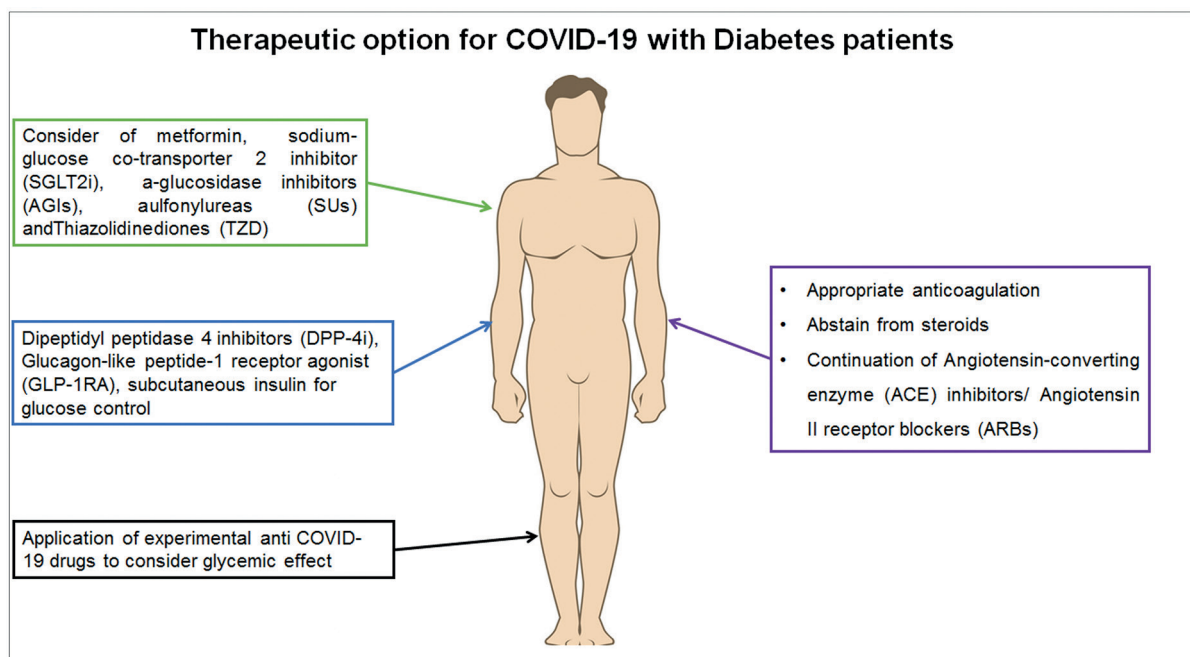 Therapeutic option for COVID-19 with Diabetes patients
Consider of metformin, sodium-
glucose co-transporter 2 inhibitor
(SGLT2i), a-glucosidase inhibitors
(AGIs), aulfonylureas (SUs)
andThiazolidinediones (TZD)
Dipeptidyl peptidase 4 inhibitors (DPP-4i),
Glucagon-like peptide-1 receptor agonist
(GLP-1RA), subcutaneous insulin for
glucose control
Application of experimental anti COVID-
19 drugs to consider glycemic effect
• Appropriate anticoagulation
• Abstain from steroids
• Continuation of Angiotensin-converting
enzyme (ACE) inhibitors/ Angiotensin
II receptor blockers (ARBs)